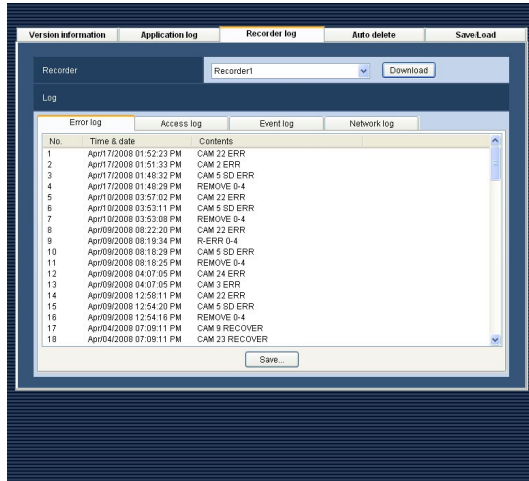 Version information Application log Recorder log Auto delete Save/Load
Recorder Recorder1 Download
Log
Error log Access log Event log Network log
No. Time & date Contents
1 Apr/17/2008 01:52:23 PM CAM 22 ERR
2 Apr/17/2008 01:51:33 PM CAM 2 ERR
3 Apr/17/2008 01:48:32 PM CAM 5 SD ERR
4 Apr/17/2008 01:48:29 PM REMOVE 0-4
5 Apr/10/2008 03:57:02 PM CAM 22 ERR
6 Apr/10/2008 03:53:11 PM CAM 5 SD ERR
7 Apr/10/2008 03:53:08 PM REMOVE 0-4
8 Apr/09/2008 08:22:20 PM CAM 22 ERR
9 Apr/09/2008 08:19:34 PM R-ERR 0-4
10 Apr/09/2008 08:18:29 PM CAM 5 SD ERR
11 Apr/09/2008 08:18:25 PM REMOVE 0-4
12 Apr/09/2008 04:07:05 PM CAM 24 ERR
13 Apr/09/2008 04:07:05 PM CAM 3 ERR
14 Apr/09/2008 12:58:11 PM CAM 22 ERR
15 Apr/09/2008 12:54:20 PM CAM 5 SD ERR
16 Apr/09/2008 12:54:16 PM REMOVE 0-4
17 Apr/04/2008 07:09:11 PM CAM 9 RECOVER
18 Apr/04/2008 07:09:11 PM CAM 23 RECOVER
Save...